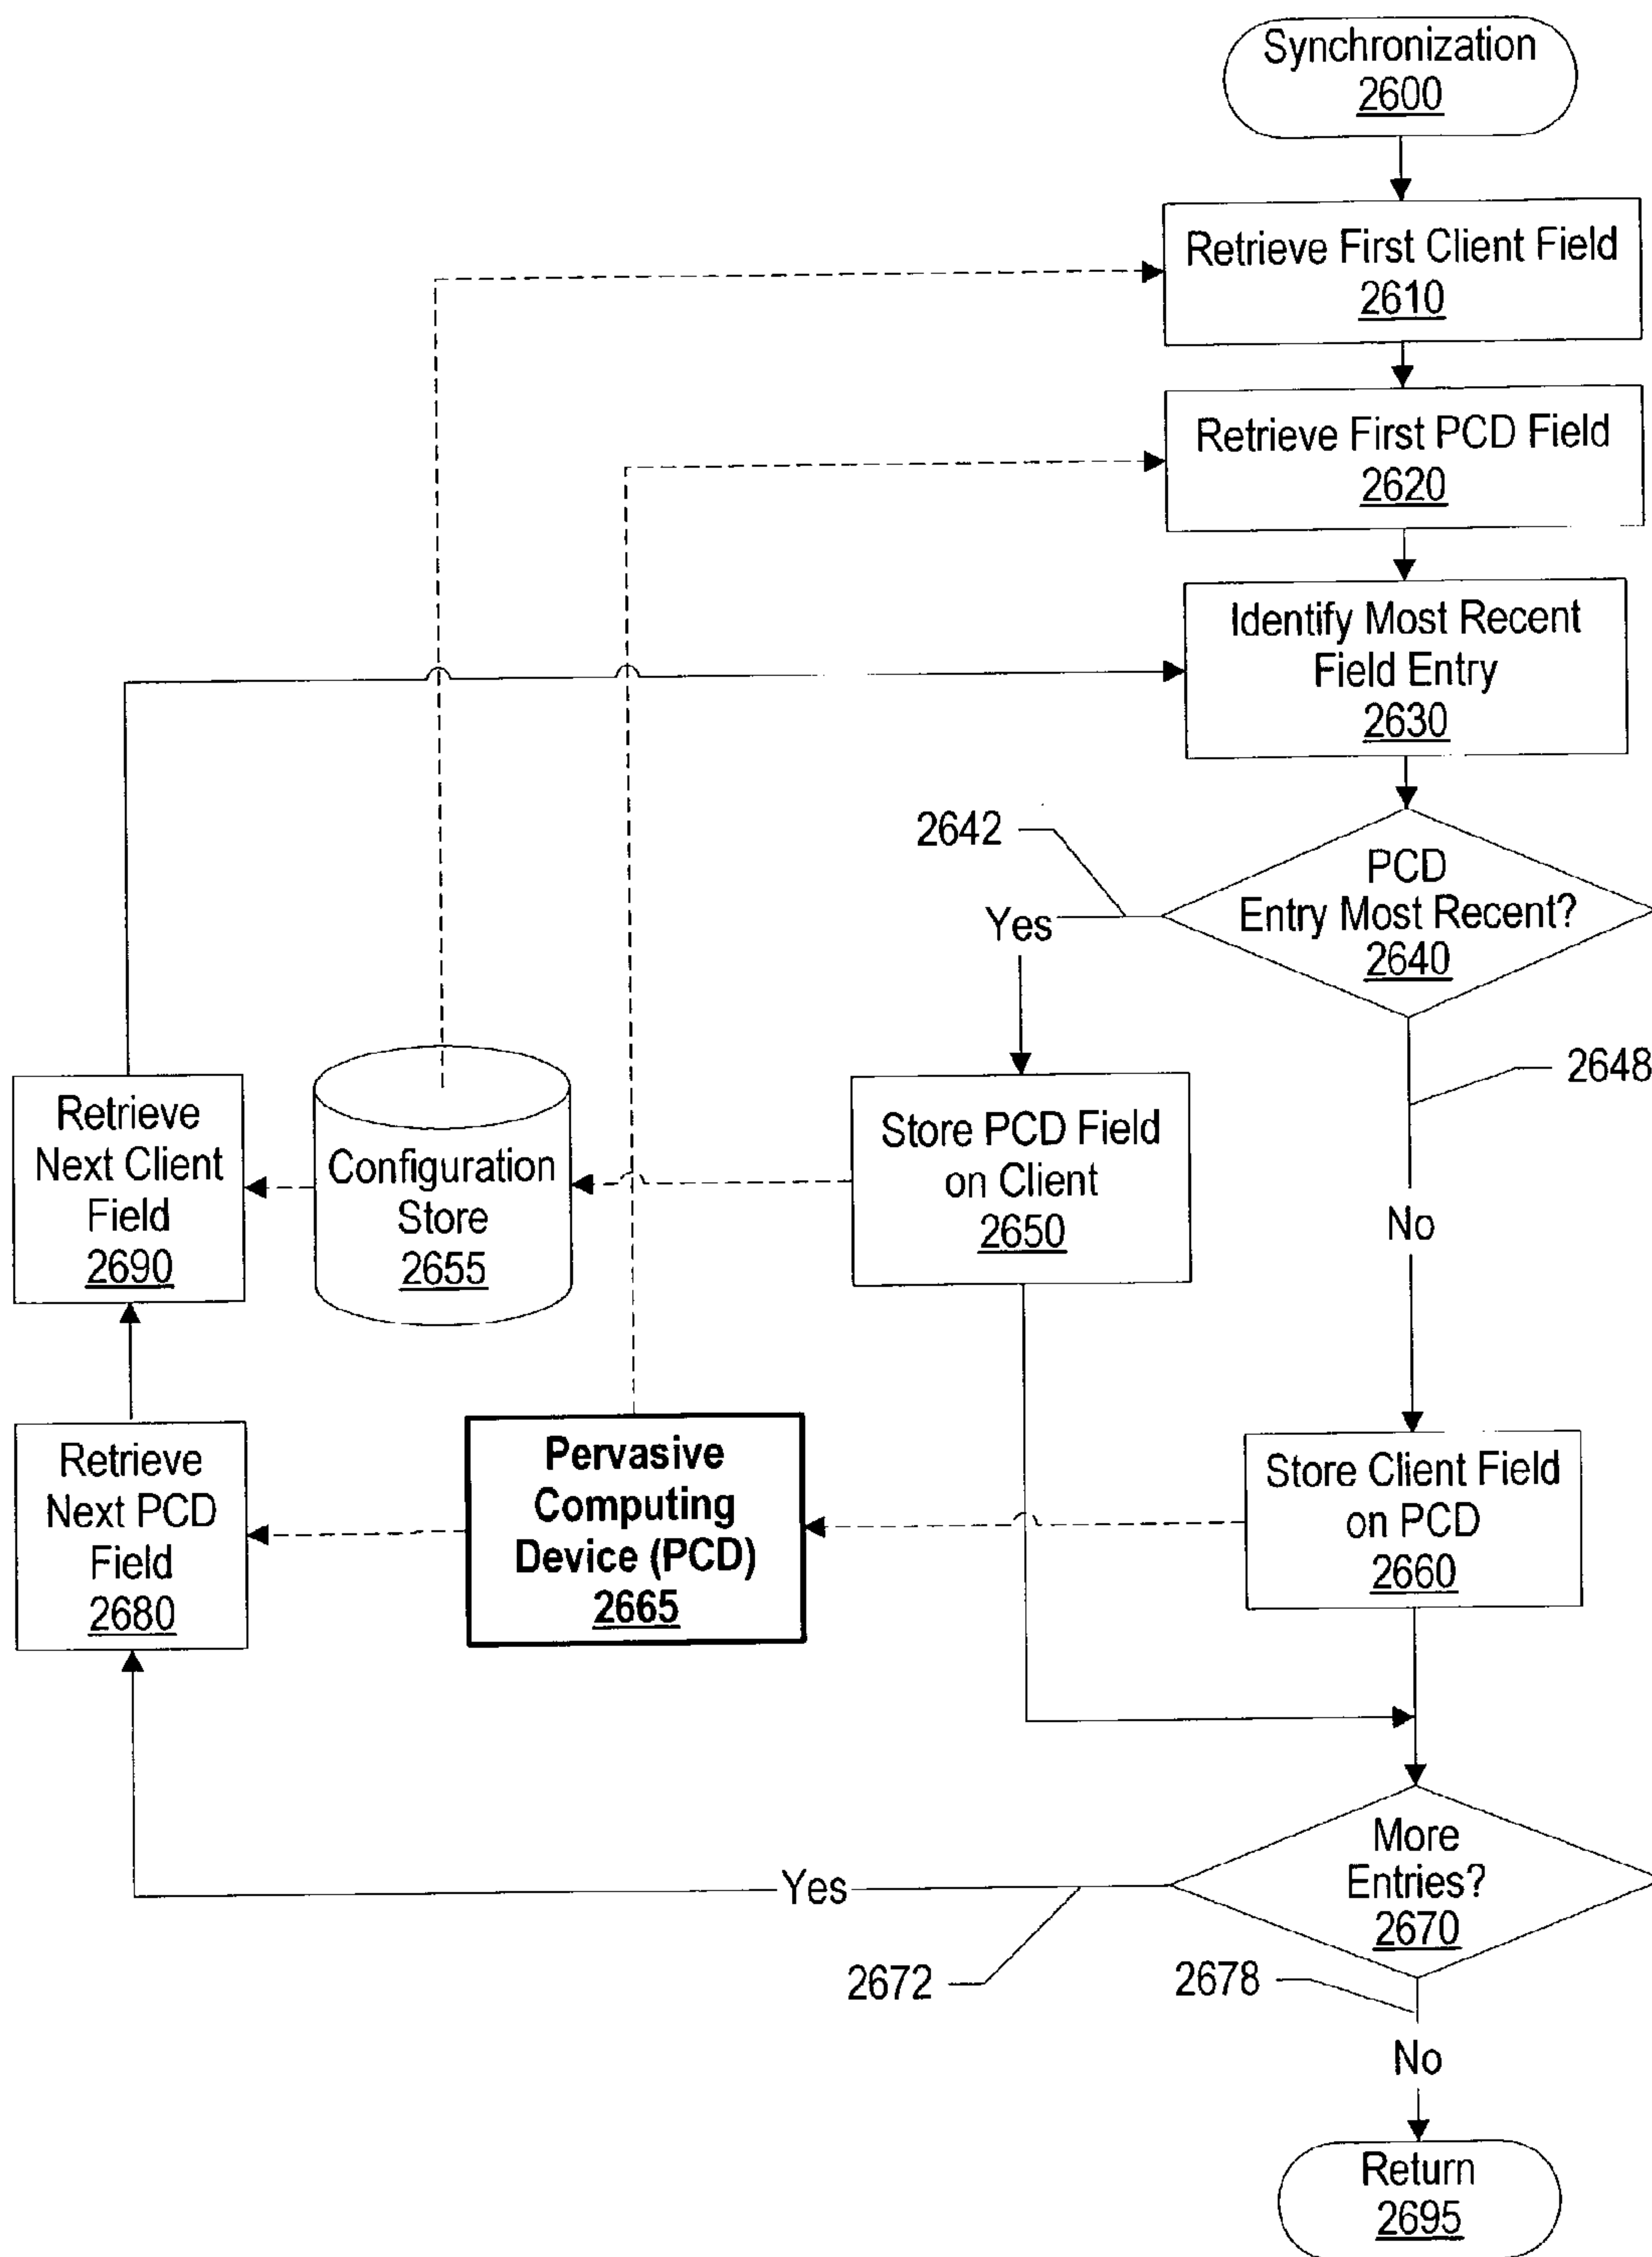 Synchronization
2600
Retrieve First Client Field
2610
Retrieve First PCD Field
2620
Identify Most Recent
Field Entry
2630
2642
PCD
Entry Most Recent?
2640
Yes
2648
Retrieve
Next Client
Field
2690
Configuration
Store
2655
Store PCD Field
on Client
2650
No
Retrieve
Next PCD
Field
2680
Pervasive
Computing
Device (PCD)
2665
Store Client Field
on PCD
2660
More
Entries?
2670
Yes
2672
2678
No
Return
2695